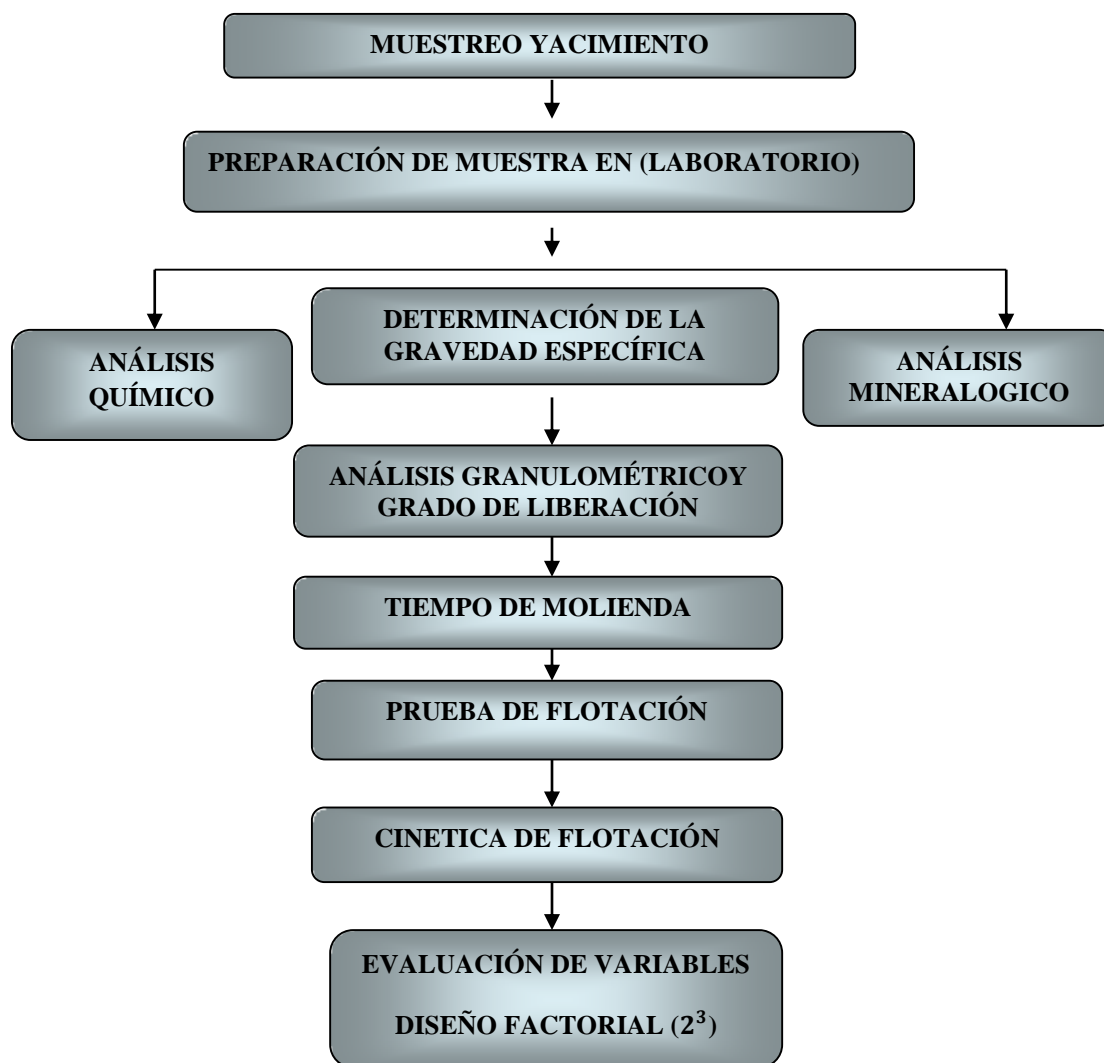 MUESTREO YACIMIENTO
PREPARACIÓN DE MUESTRA EN (LABORATORIO)
DETERMINACIÓN DE LA
GRAVEDAD ESPECÍFICA
ANÁLISIS
QUÍMICO
ANÁLISIS
MINERALOGICO
ANÁLISIS GRANULOMÉTRICOY
GRADO DE LIBERACIÓN
TIEMPO DE MOLIENDA
PRUEBA DE FLOTACIÓN
CINETICA DE FLOTACIÓN
EVALUACIÓN DE VARIABLES
DISEÑO FACTORIAL (2³)